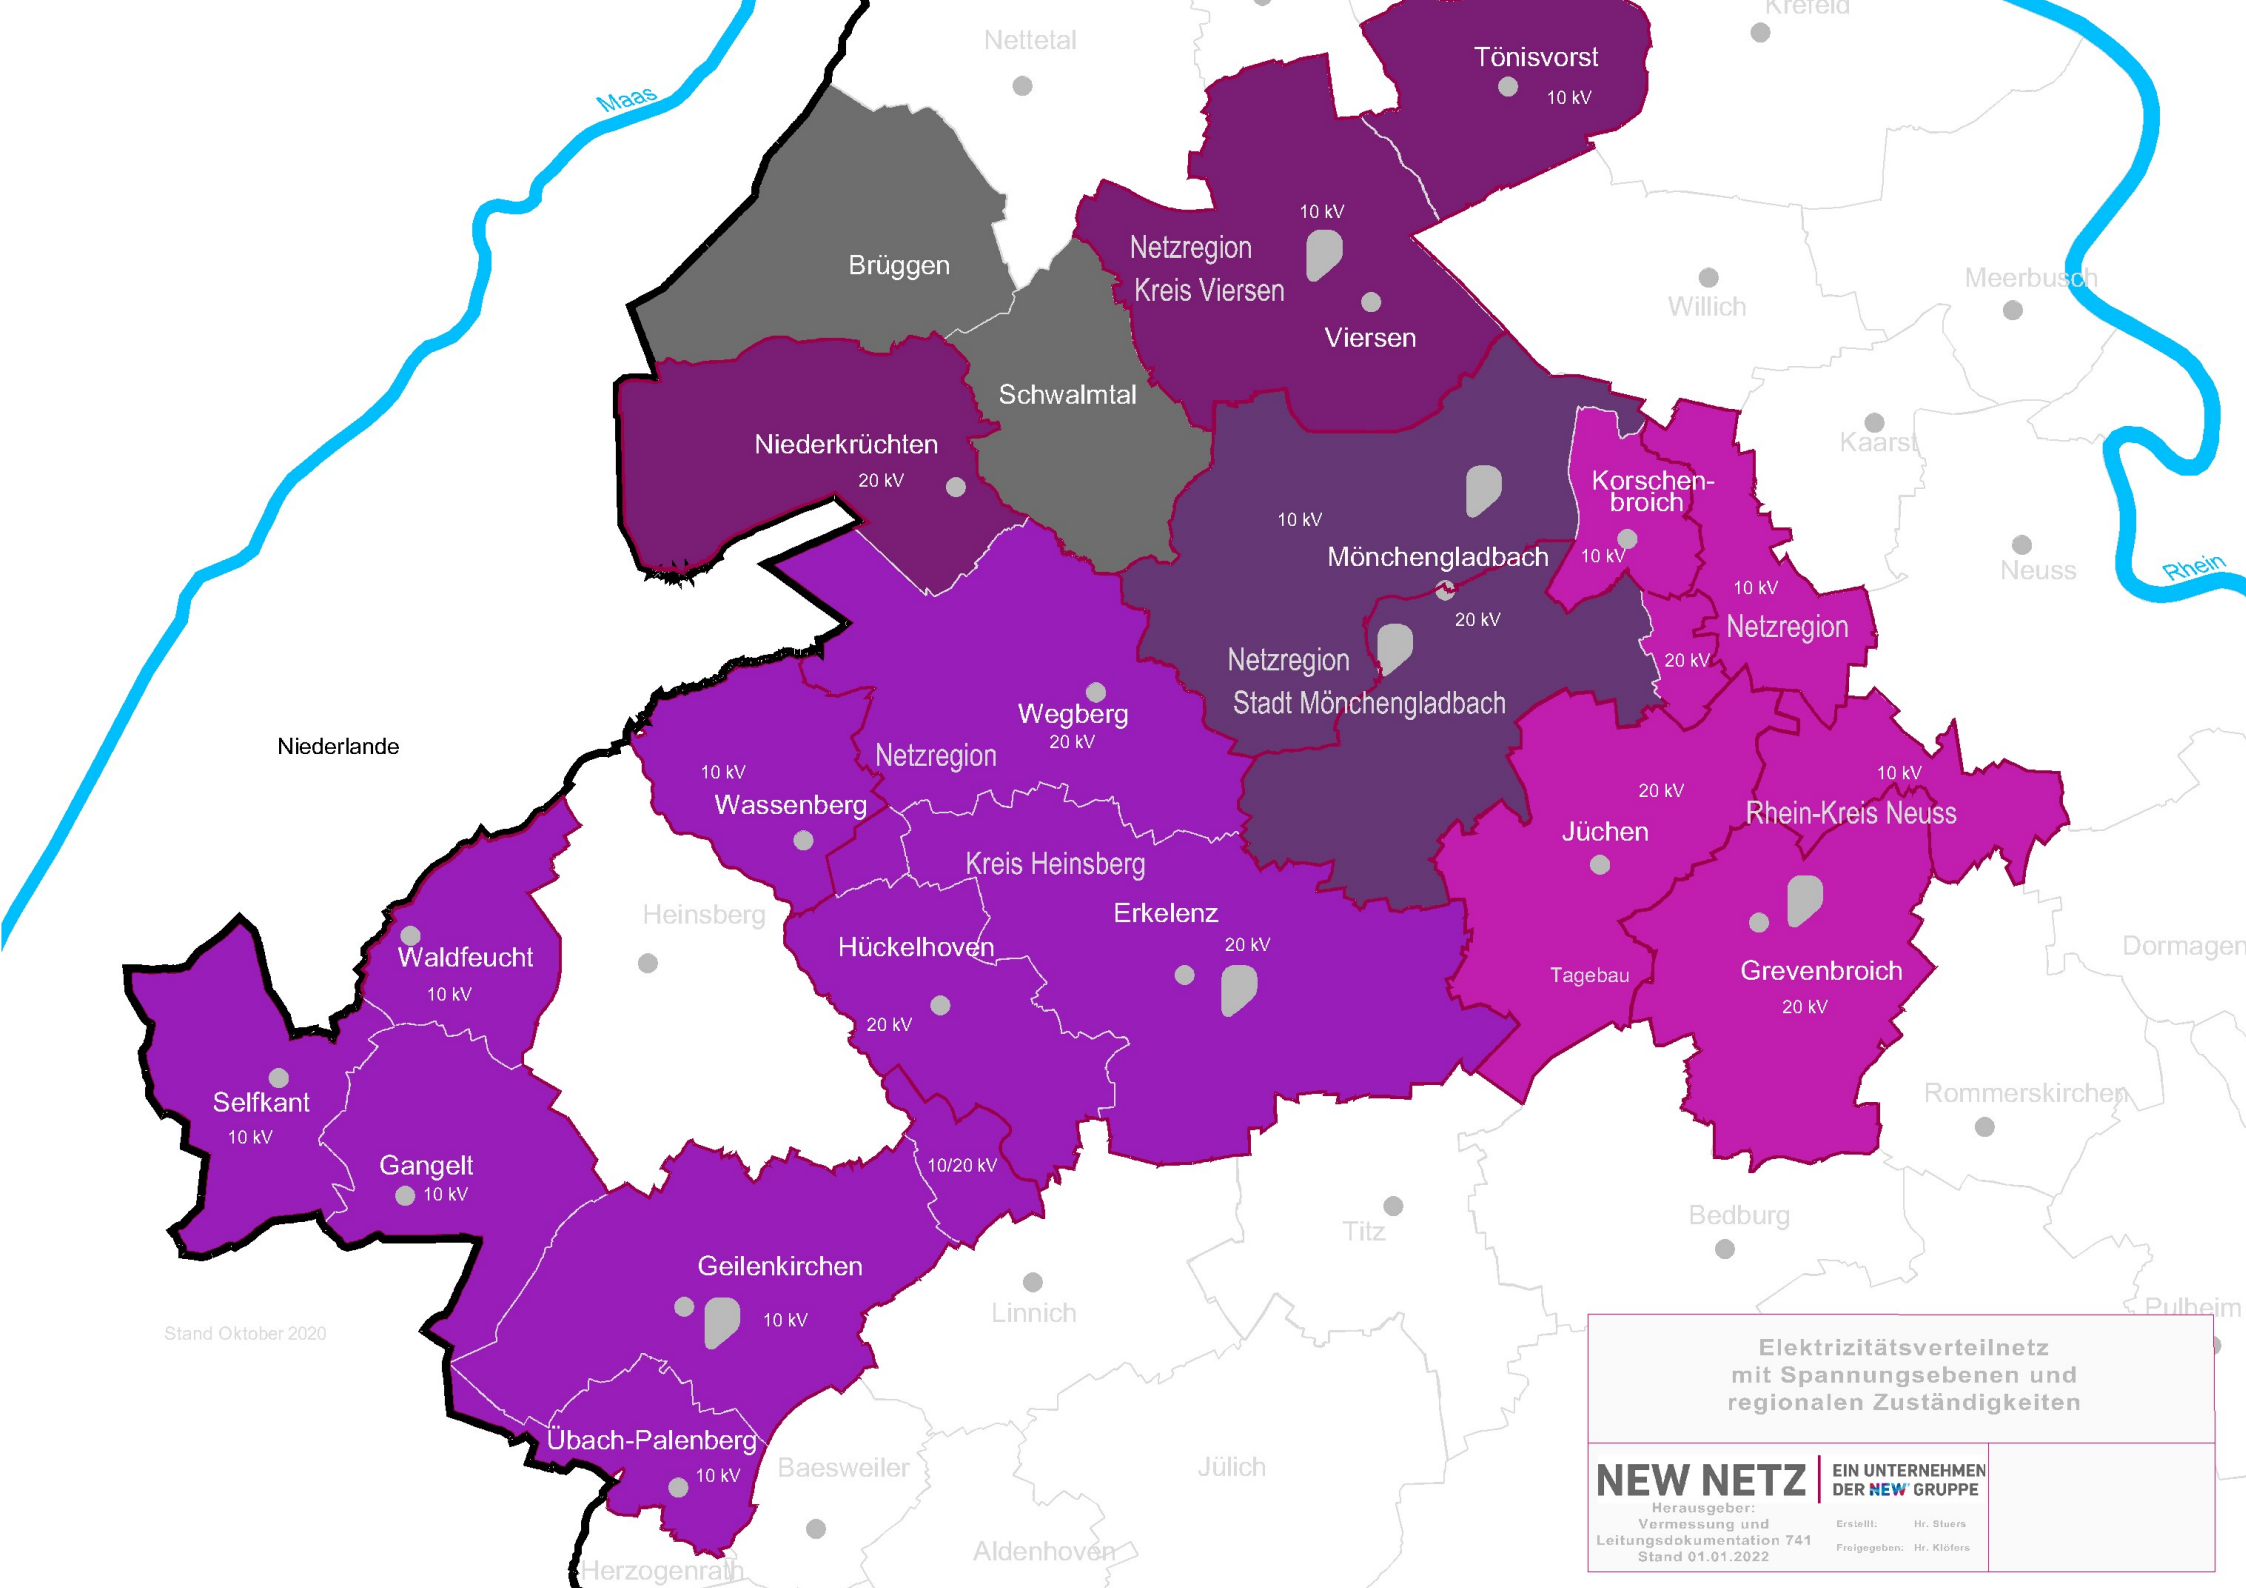 Krefeld
Nettetal
Tönisvorst
10 kV
Maas
10 kV
Netzregion
Kreis Viersen
Viersen
Brüggen
Willich
Meerbusch
Schwalmtal
Niederkrüchten
20 kV
Kaarst
Korschen-
broich
10 kV
10 kV
Mönchengladbach
20 kV
Netzregion
Stadt Mönchengladbach
10 kV
Netzregion
20 kV
Neuss
Rhein
Wegberg
20 kV
Netzregion
Niederlande
10 kV
Wassenberg
20 kV
Jüchen
10 kV
Rhein-Kreis Neuss
Kreis Heinsberg
Heinsberg
Erkelenz
20 kV
Hückelhoven
20 kV
Waldfeucht
10 kV
Tagebau
Grevenbroich
20 kV
Dormagen
Selfkant
10 kV
Rommerskirchen
Gangelt
10 kV
10/20 kV
Titz
Bedburg
Geilenkirchen
10 kV
Linnich
Pulheim
Stand Oktober 2020
Übach-Palenberg
10 kV
Baesweiler
Jülich
Aldenhoven
Herzogenrath
Elektrizitätsverteilnetz
mit Spannungsebenen und
regionalen Zuständigkeiten
NEW NETZ
EIN UNTERNEHMEN
DER NEW GRUPPE
Herausgeber:
Vermessung und
Leitungsdokumentation 741
Stand 01.01.2022
Erstellt: Hr. Stuers
Freigegeben: Hr. Klöfers